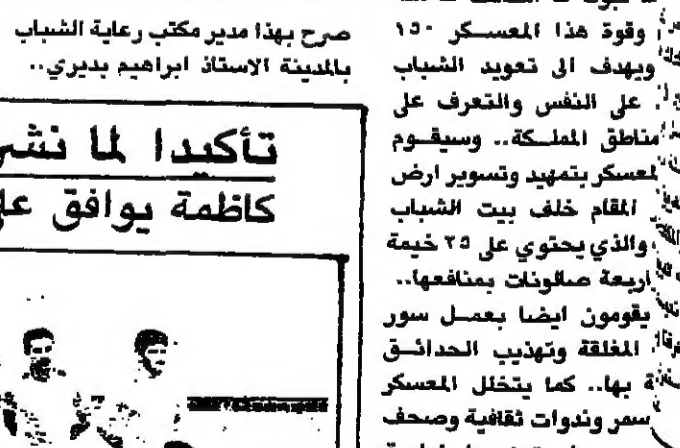 وقوة هذا المعسكر ١٥٠
ويهدف الى تعويد الشباب
على النفس والتعرف على
مناطق المملكة.. وسيقوم
لمعسكر بتمهيد وتسوير ارض
المقام خلف بيت الشباب
والذي يحتوي على ٢٥ خيمة
اربعة صالونات بمنافعها..
يقومون ايضا بعمل سور
المغلقة وتهذيب الحدائق
ة بها.. كما يتخلل المعسكر
سمر وندوات ثقافية وصحف
صرح بهذا مدير مكتب رعاية الشباب
بالمدينة الاستاذ ابراهيم بديري..
تأكيدا لما نشر
كاظمة يوافق عل